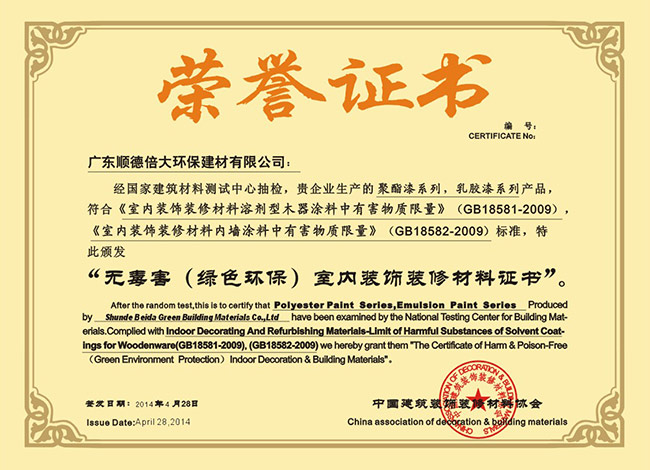 荣誉证书
编 号:
CERTIFICATE No:
广东顺德倍大环保建材有限公司:
经国家建筑材料测试中心抽检，贵企业生产的 聚酯漆系列，乳胶漆系列产品，
符合《室内装饰装修材料溶剂型木器涂料中有害物质限量》（GB18581-2009），
《室内装饰装修材料内墙涂料中有害物质限量》（GB18582-2009）标准，特
此颁发
“无毒害（绿色环保）室内装饰装修材料证书”。
After the random test,this is to certify that Polyester Paint Series,Emulsion Paint Series Produced
by Shunde Beida Green Building Materials Co.,Ltd have been examined by the National Testing Center for Building Mat-
erials.Complied with Indoor Decorating And Refurbishing Materials-Limit of Harmful Substances of Solvent Coat-
ings for Woodenware(GB18581-2009), (GB18582-2009) we hereby grant them "The Certificate of Harm & Poison-Free
（Green Environment Protection）Indoor Decoration & Building Materials".
签发日期: 2014年4月28日
Issue Date:April 28,2014
中国建筑装饰装修材料协会
China association of decoration & building materials
CHINA ASSOCIATION OF DECORATION & BUILDING MATERIALS
中国建筑装饰装修材料协会